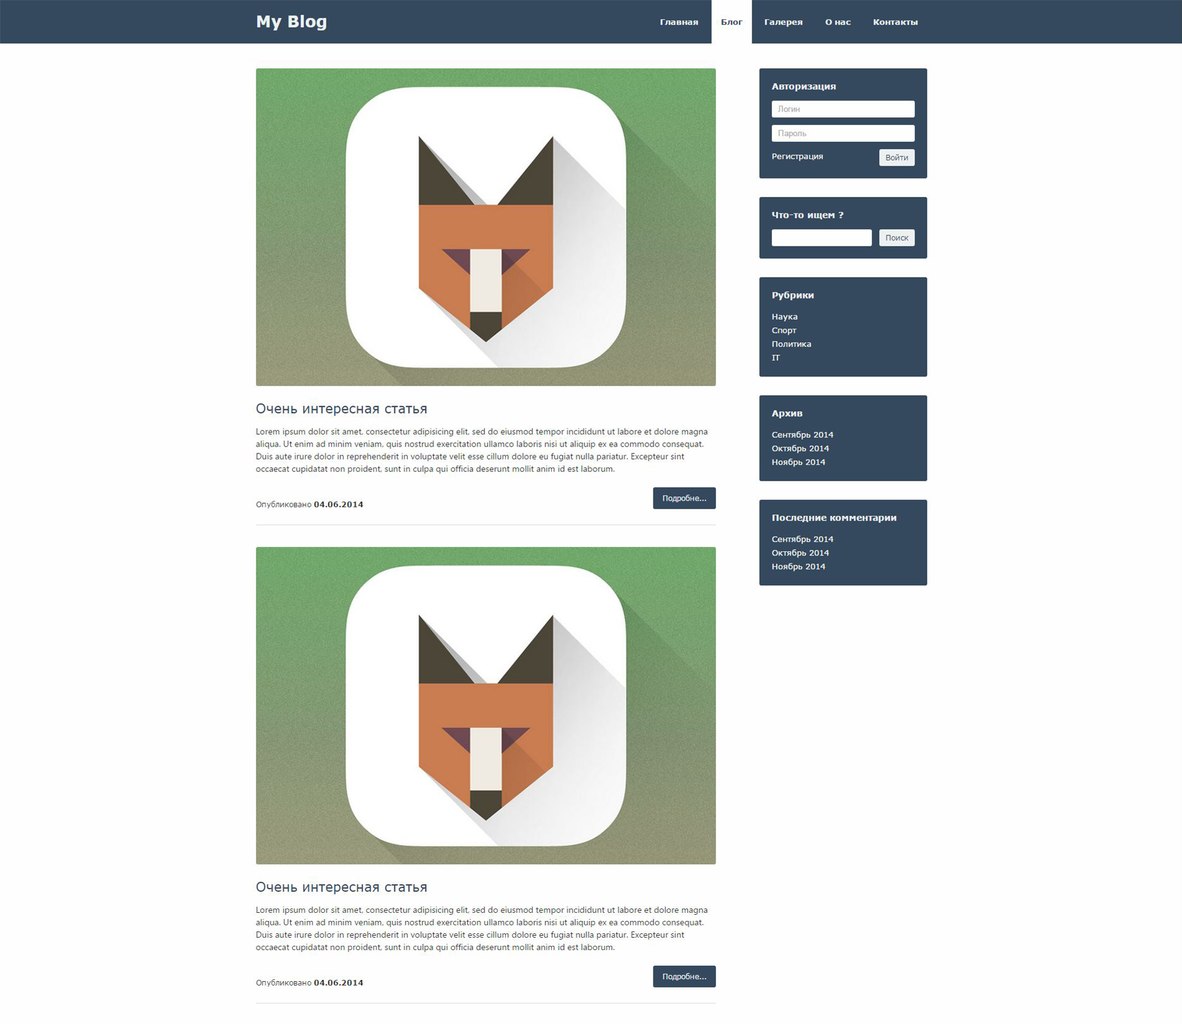 My Blog
Главная Блог Галерея О нас Контакты
Очень интересная статья
Lorem ipsum dolor sit amet, consectetur adipisicing elit, sed do eiusmod tempor incididunt ut labore et dolore magna
aliqua. Ut enim ad minim veniam, quis nostrud exercitation ullamco laboris nisi ut aliquip ex ea commodo consequat.
Duis aute irure dolor in reprehenderit in voluptate velit esse cillum dolore eu fugiat nulla pariatur. Excepteur sint
occaecat cupidatat non proident, sunt in culpa qui officia deserunt mollit anim id est laborum.
Опубликовано 04.06.2014
Подробне...
Очень интересная статья
Lorem ipsum dolor sit amet, consectetur adipisicing elit, sed do eiusmod tempor incididunt ut labore et dolore magna
aliqua. Ut enim ad minim veniam, quis nostrud exercitation ullamco laboris nisi ut aliquip ex ea commodo consequat.
Duis aute irure dolor in reprehenderit in voluptate velit esse cillum dolore eu fugiat nulla pariatur. Excepteur sint
occaecat cupidatat non proident, sunt in culpa qui officia deserunt mollit anim id est laborum.
Опубликовано 04.06.2014
Подробне...
Авторизация
Логин
Пароль
Регистрация Войти
Что-то ищем ?
Поиск
Рубрики
Наука
Спорт
Политика
IT
Архив
Сентябрь 2014
Октябрь 2014
Ноябрь 2014
Последние комментарии
Сентябрь 2014
Октябрь 2014
Ноябрь 2014